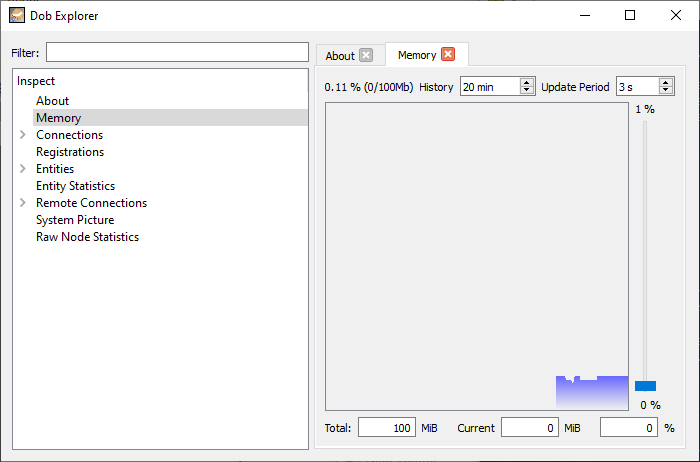 Dob Explorer
Filter:
Inspect
About
Memory
Connections
Registrations
Entities
Entity Statistics
Remote Connections
System Picture
Raw Node Statistics
About Memory
0.11 % (0/100Mb) History 20 min Update Period 3 s
1 %
0 %
Total: 100 MiB Current 0 MiB 0 %